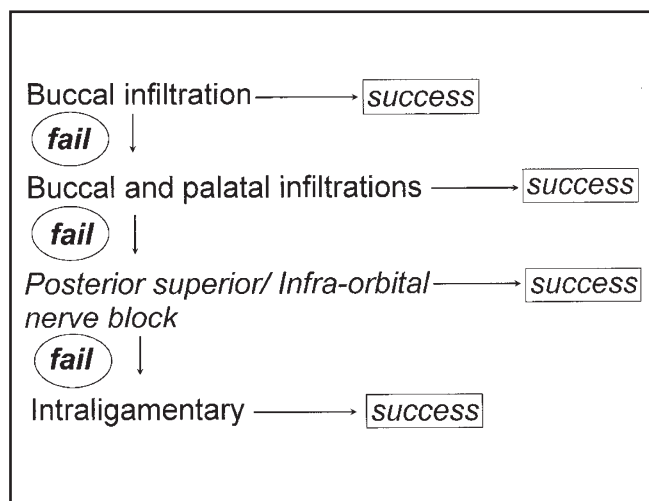 Buccal infiltration success
fail
Buccal and palatal infiltrations success
fail
Posterior superior/ Infra-orbital success
nerve block
fail
Intraligamentary success